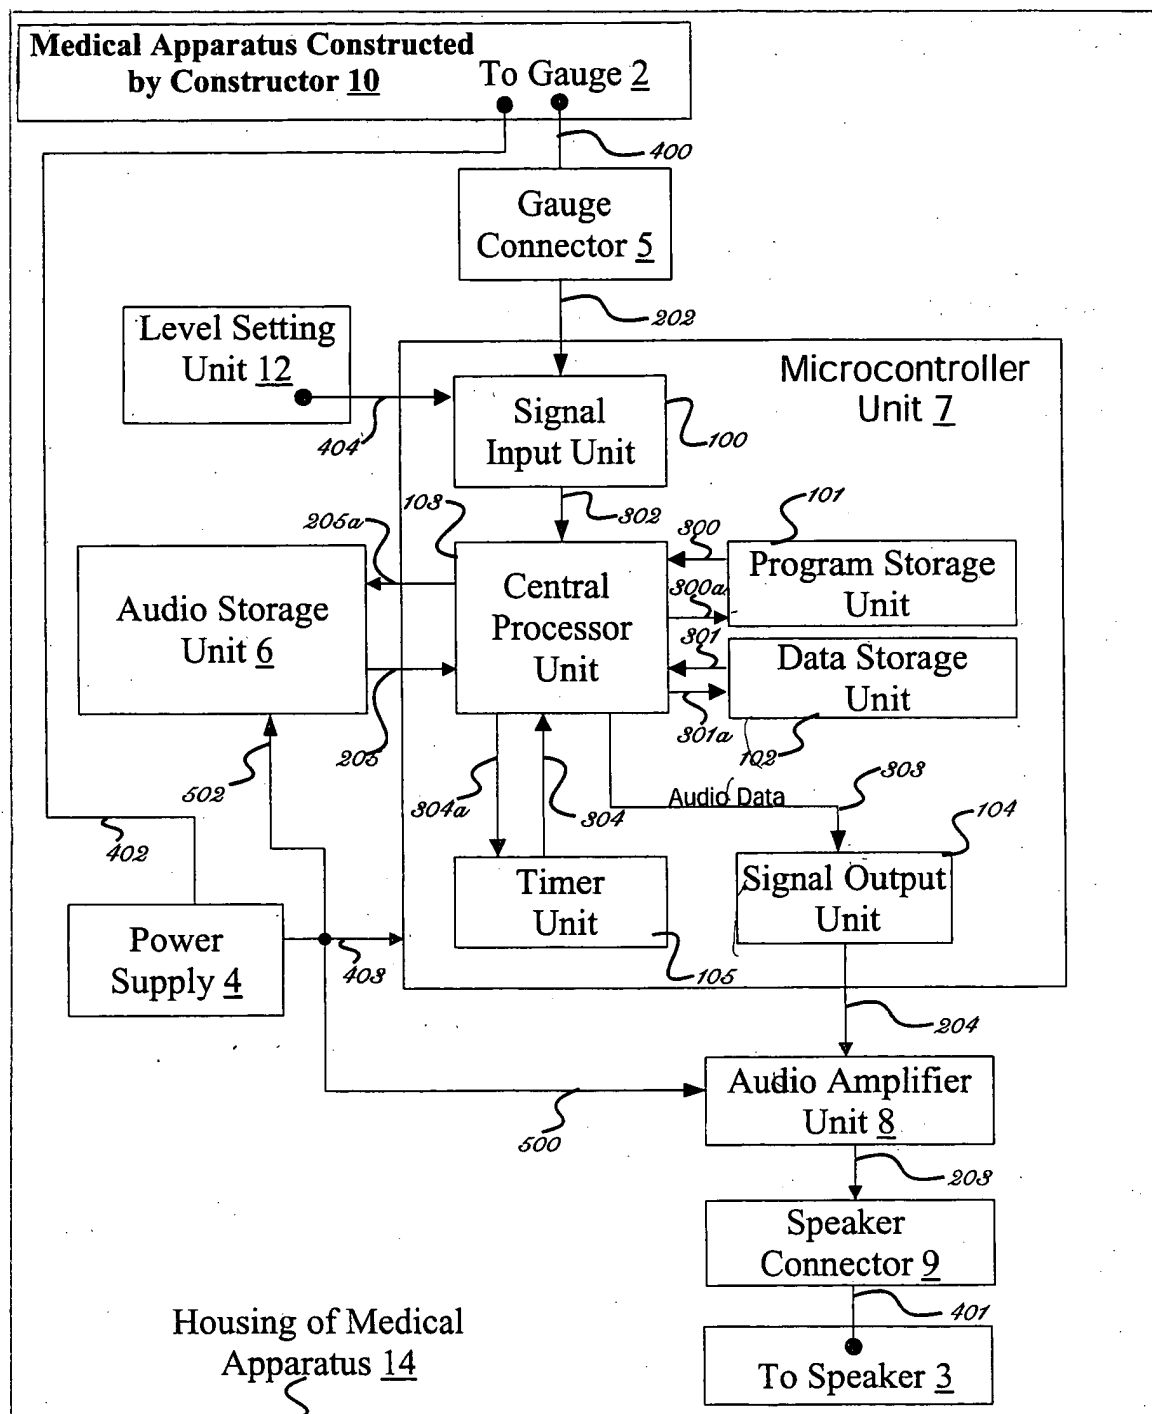 Medical Apparatus Constructed
by Constructor 10
To Gauge 2
400
Gauge
Connector 5
202
Level Setting
Unit 12
404
Microcontroller
Unit 7
Signal
Input Unit
100
302
103
205a
101
300
Program Storage
Unit
300a
Audio Storage
Unit 6
Central
Processor
Unit
301
Data Storage
Unit
301a
102
205
502
304a
304
Audio Data
303
104
402
Timer
Unit
105
Signal Output
Unit
Power
Supply 4
403
204
Audio Amplifier
Unit 8
500
203
Speaker
Connector 9
401
Housing of Medical
Apparatus 14
To Speaker 3